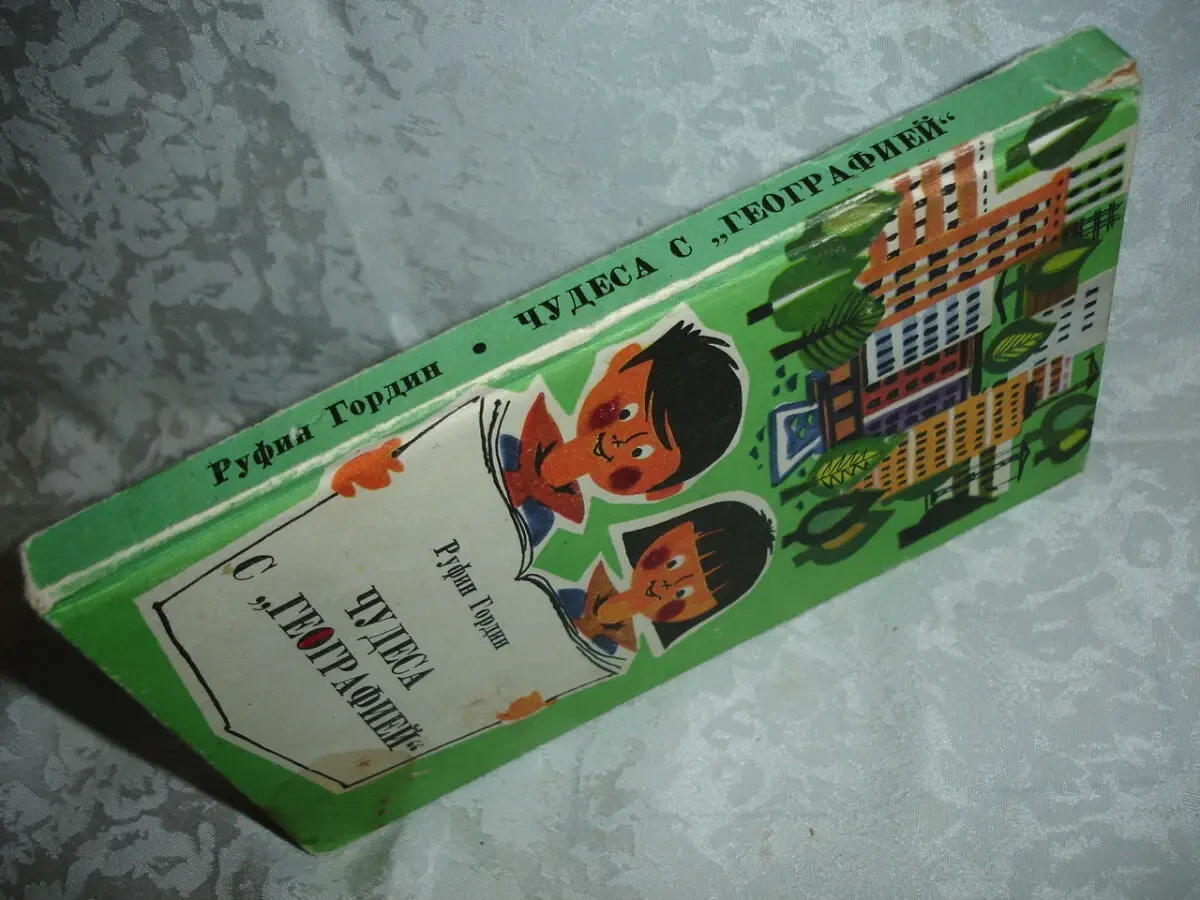 Руфин Гордин • ЧУДЕСА С „ГЕОГРАФИЕЙ“
Руфин Гордин
ЧУДЕСА
С „ГЕОГРАФИЕЙ“